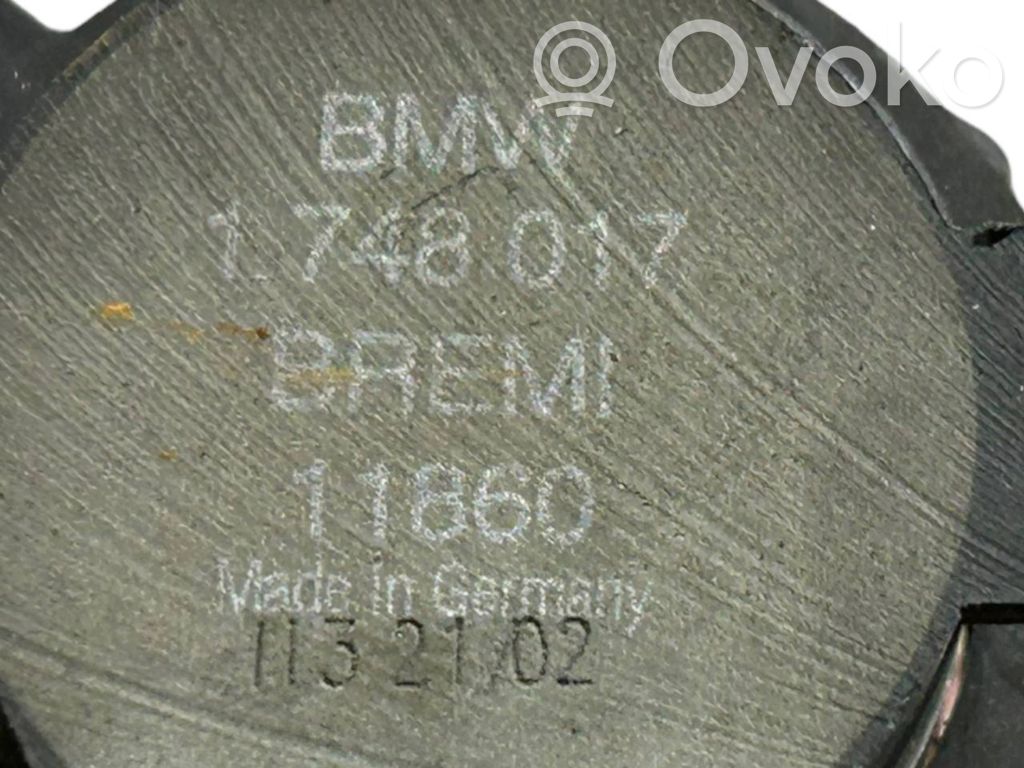 Ovoko
BMW
1 748 017
BREMI
11860
Made in Germany
113 21/02